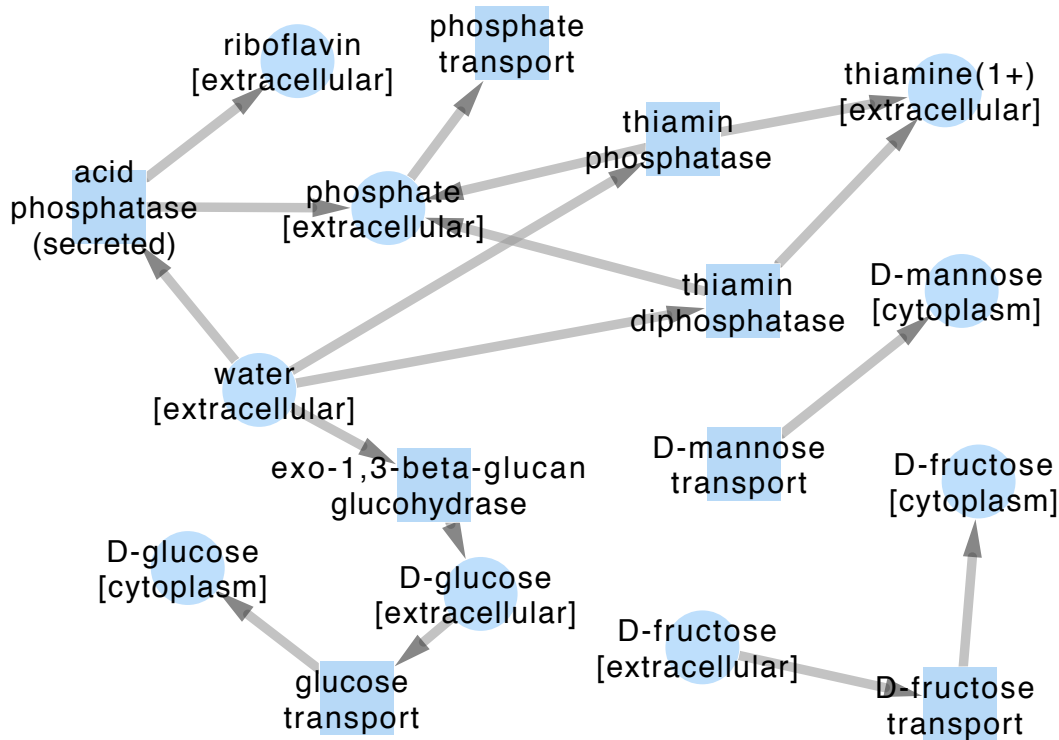 riboflavin
[extracellular]
phosphate
transport
thiamine(1+)
[extracellular]
thiamin
phosphatase
acid
phosphatase
(secreted)
phosphate
[extracellular]
thiamin
diphosphatase
D-mannose
[cytoplasm]
water
[extracellular]
exo-1,3-beta-glucan
glucohydrase
D-mannose
transport
D-fructose
[cytoplasm]
D-glucose
[cytoplasm]
D-glucose
[extracellular]
D-fructose
[extracellular]
glucose
transport
D-fructose
transport